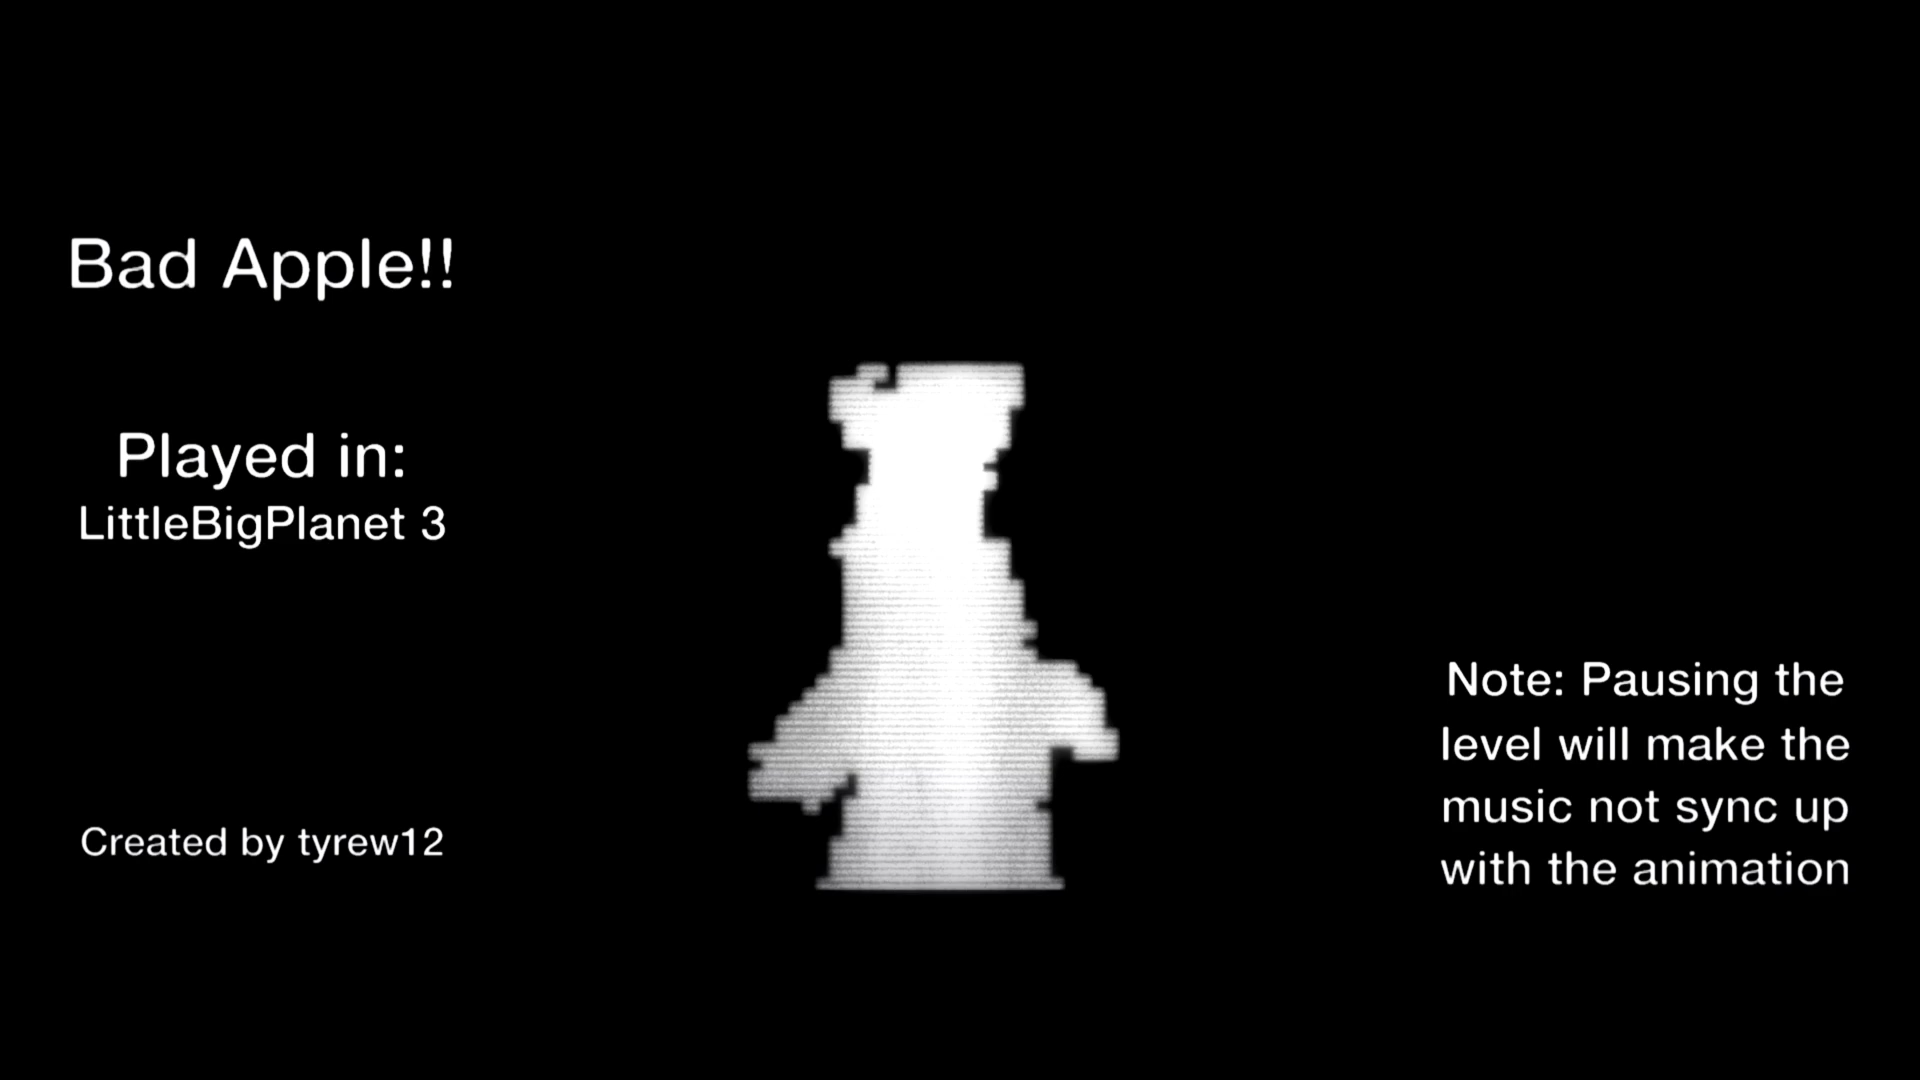 Bad Apple!!
Played in:
LittleBigPlanet 3
Created by tyrew12
Note: Pausing the
level will make the
music not sync up
with the animation